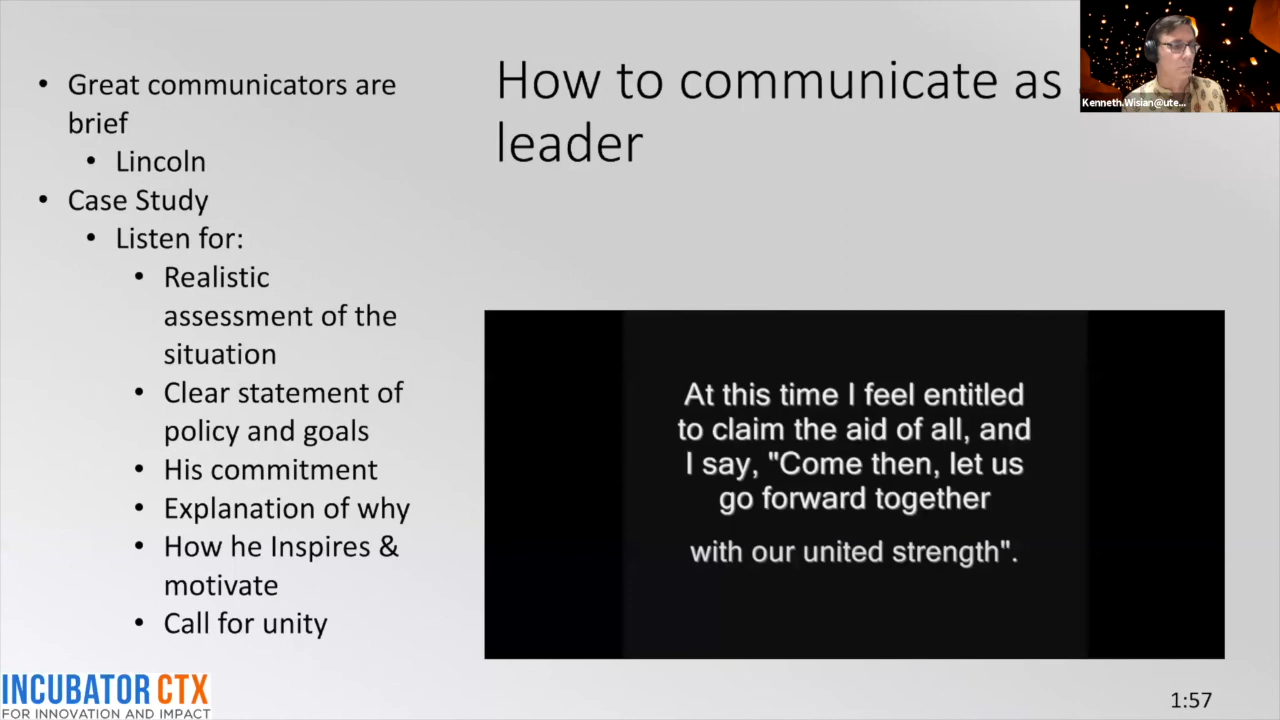 • Great communicators are
brief
• Lincoln
• Case Study
• Listen for:
• Realistic
assessment of the
situation
• Clear statement of
policy and goals
• His commitment
• Explanation of why
• How he Inspires &
motivate
• Call for unity
How to communicate as
leader
Kenneth.Wisian@ute...
At this time I feel entitled
to claim the aid of all, and
I say, "Come then, let us
go forward together
with our united strength".
INCUBATOR CTX
FOR INNOVATION AND IMPACT
1:57